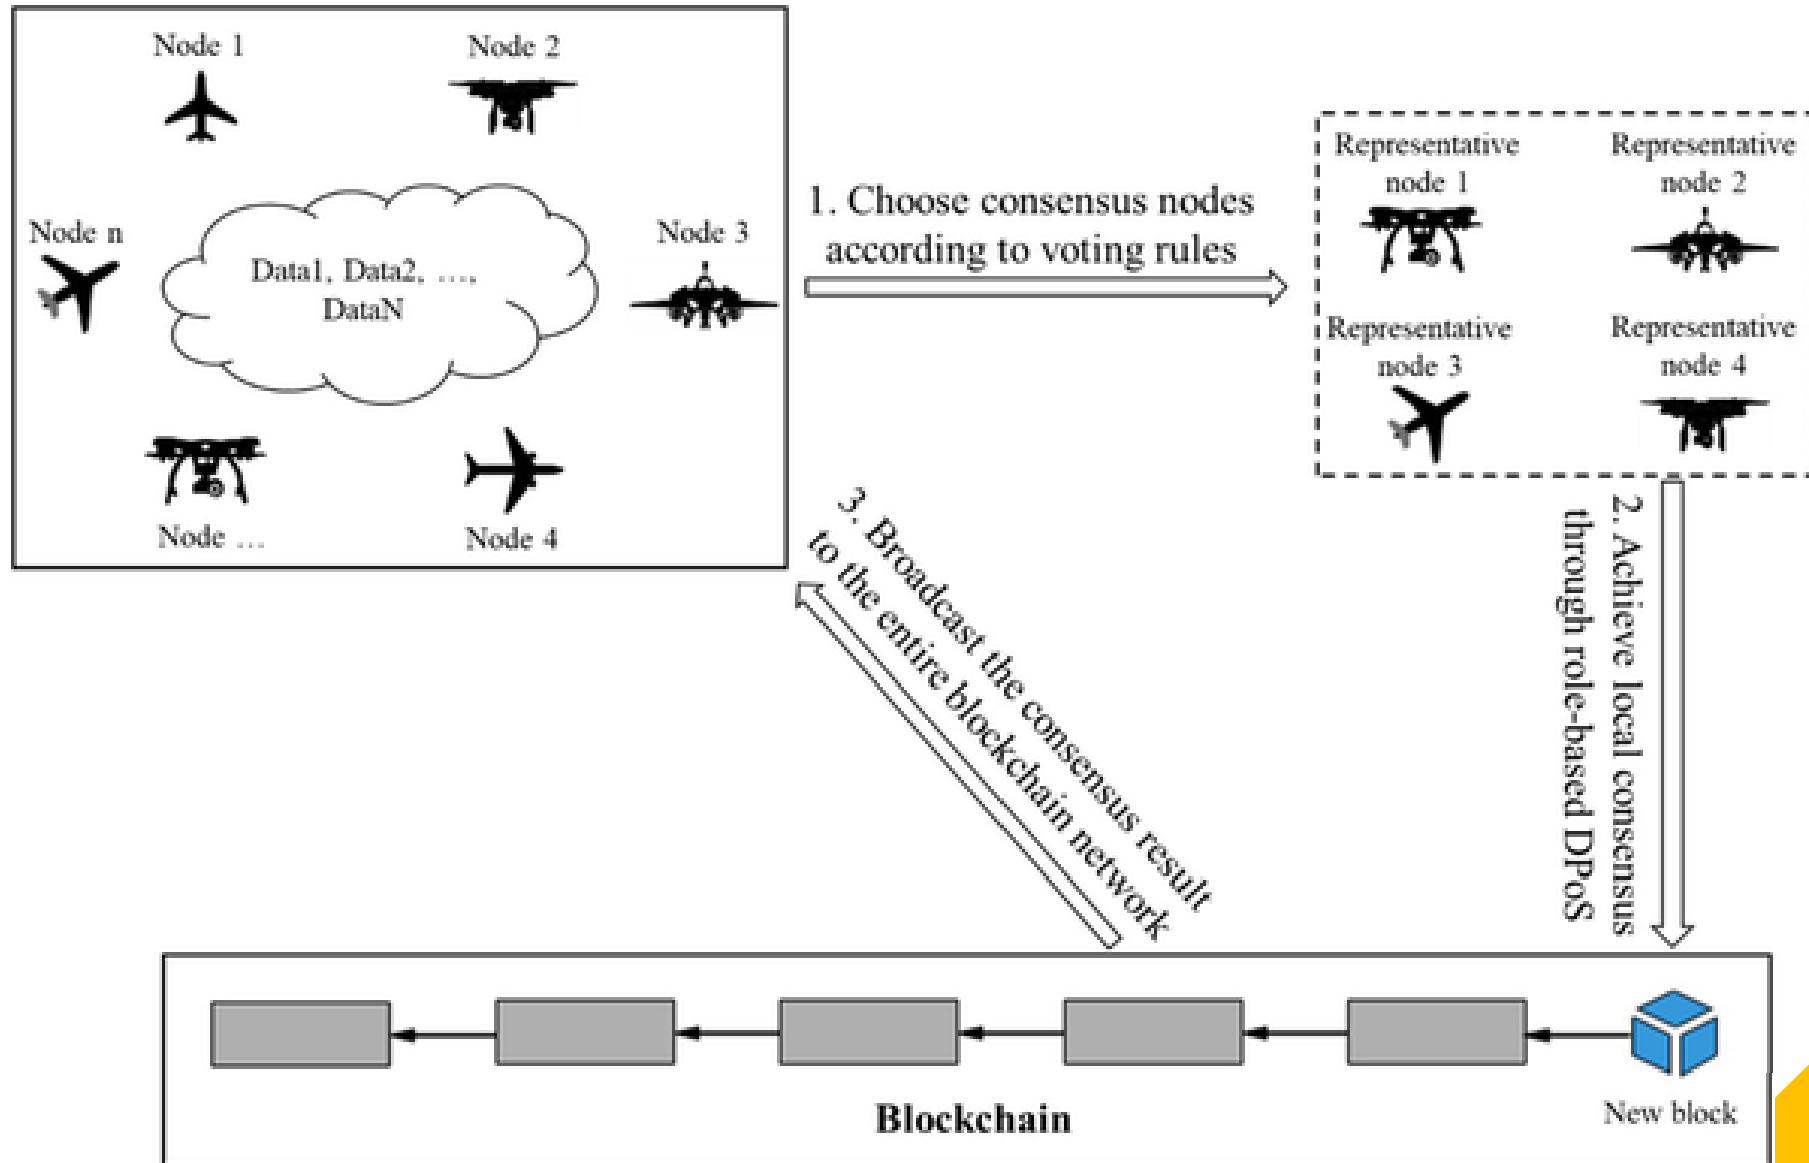 Node 1
Node 2
Node n
Node 3
Data1, Data2, …,
DataN
Node …
Node 4
1. Choose consensus nodes
according to voting rules
Representative
node 1
Representative
node 2
Representative
node 3
Representative
node 4
2. Achieve local consensus
through role-based DPoS
3. Broadcast the consensus result
to the entire blockchain network
New block
Blockchain